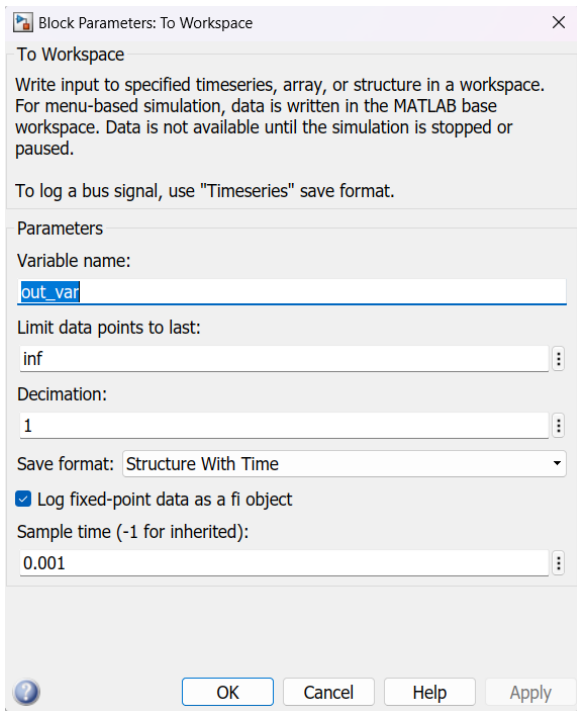 Block Parameters: To Workspace
To Workspace
Write input to specified timeseries, array, or structure in a workspace.
For menu-based simulation, data is written in the MATLAB base
workspace. Data is not available until the simulation is stopped or
paused.
To log a bus signal, use "Timeseries" save format.
Parameters
Variable name:
out_var
Limit data points to last:
inf
Decimation:
1
Save format: Structure With Time
Log fixed-point data as a fi object
Sample time (-1 for inherited):
0.001
OK Cancel Help Apply